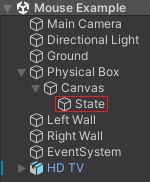 Mouse Example
Main Camera
Directional Light
Ground
Physical Box
Canvas
State
Left Wall
Right Wall
EventSystem
HD TV